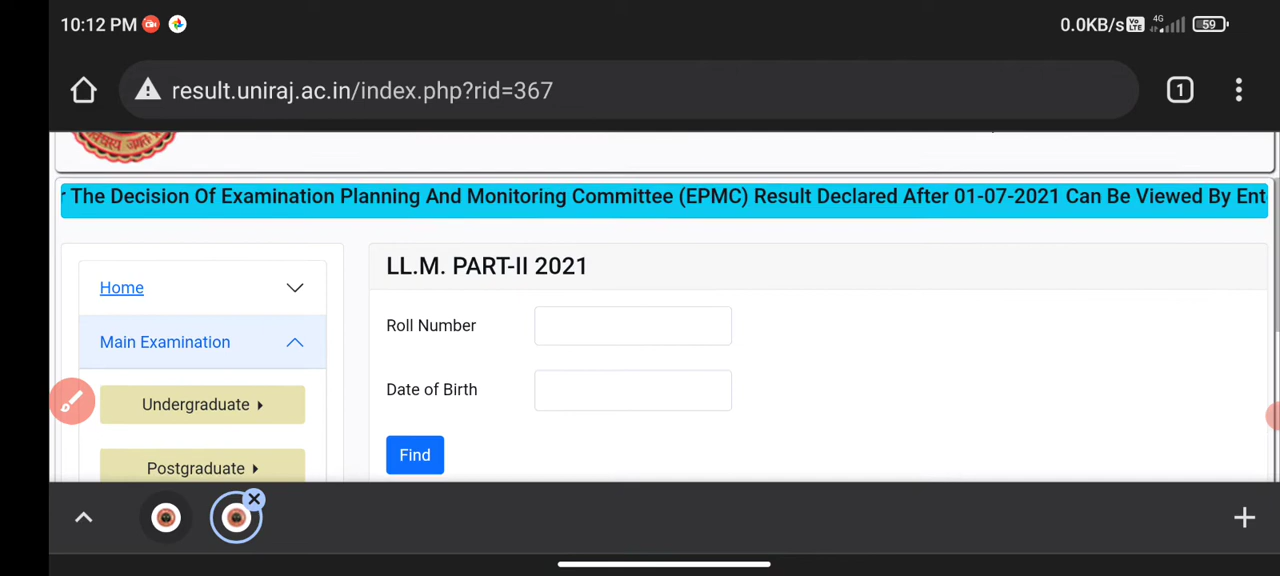 10:12 PM 0.0KB/s Vo LTE 4G 59
result.uniraj.ac.in/index.php?rid=367 1
The Decision Of Examination Planning And Monitoring Committee (EPMC) Result Declared After 01-07-2021 Can Be Viewed By Ent
Home
Main Examination
Undergraduate
Postgraduate
LL.M. PART-II 2021
Roll Number
Date of Birth
Find